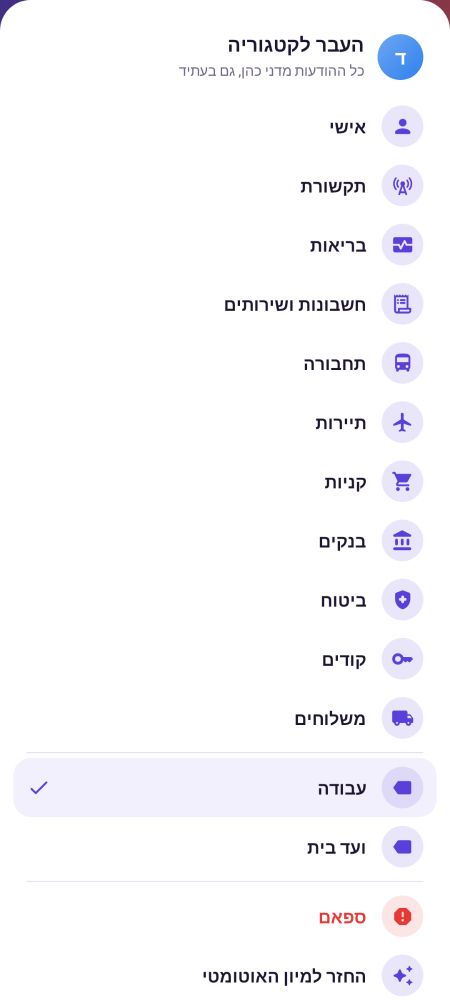 העבר לקטגוריה
ד
כל ההודעות מדני כהן, גם בעתיד
אישי
תקשורת
בריאות
חשבונות ושירותים
תחבורה
תיירות
קניות
בנקים
ביטוח
קודים
משלוחים
עבודה
ועד בית
ספאם
החזר למיון האוטומטי